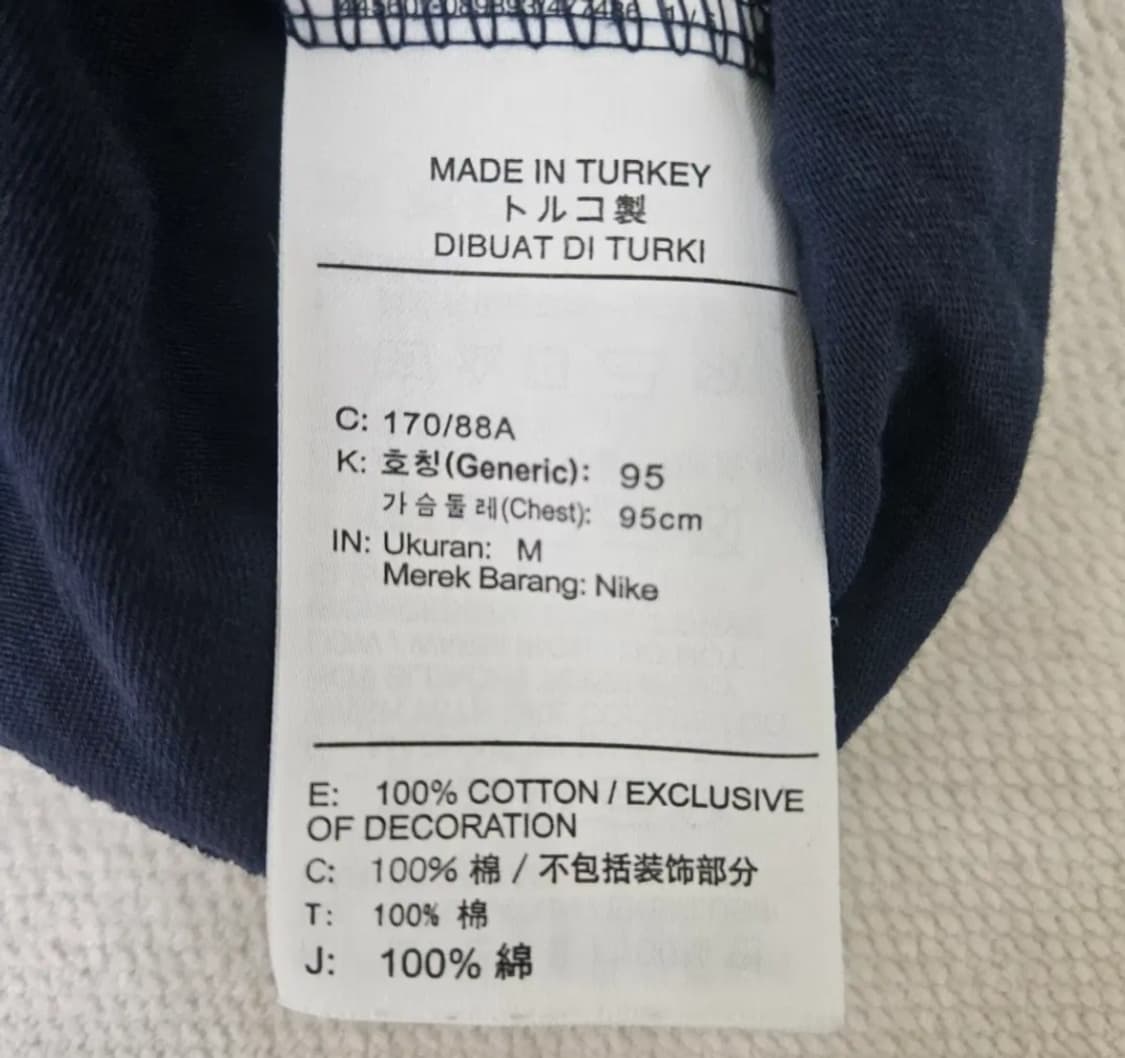 MADE IN TURKEY
トルコ製
DIBUAT DI TURKI
C: 170/88A
K: 호칭(Generic): 95
가슴둘레(Chest): 95cm
IN: Ukuran: M
Merek Barang: Nike
E: 100% COTTON / EXCLUSIVE
OF DECORATION
C: 100% 棉 / 不包括装饰部分
T: 100% 棉
J: 100% 綿